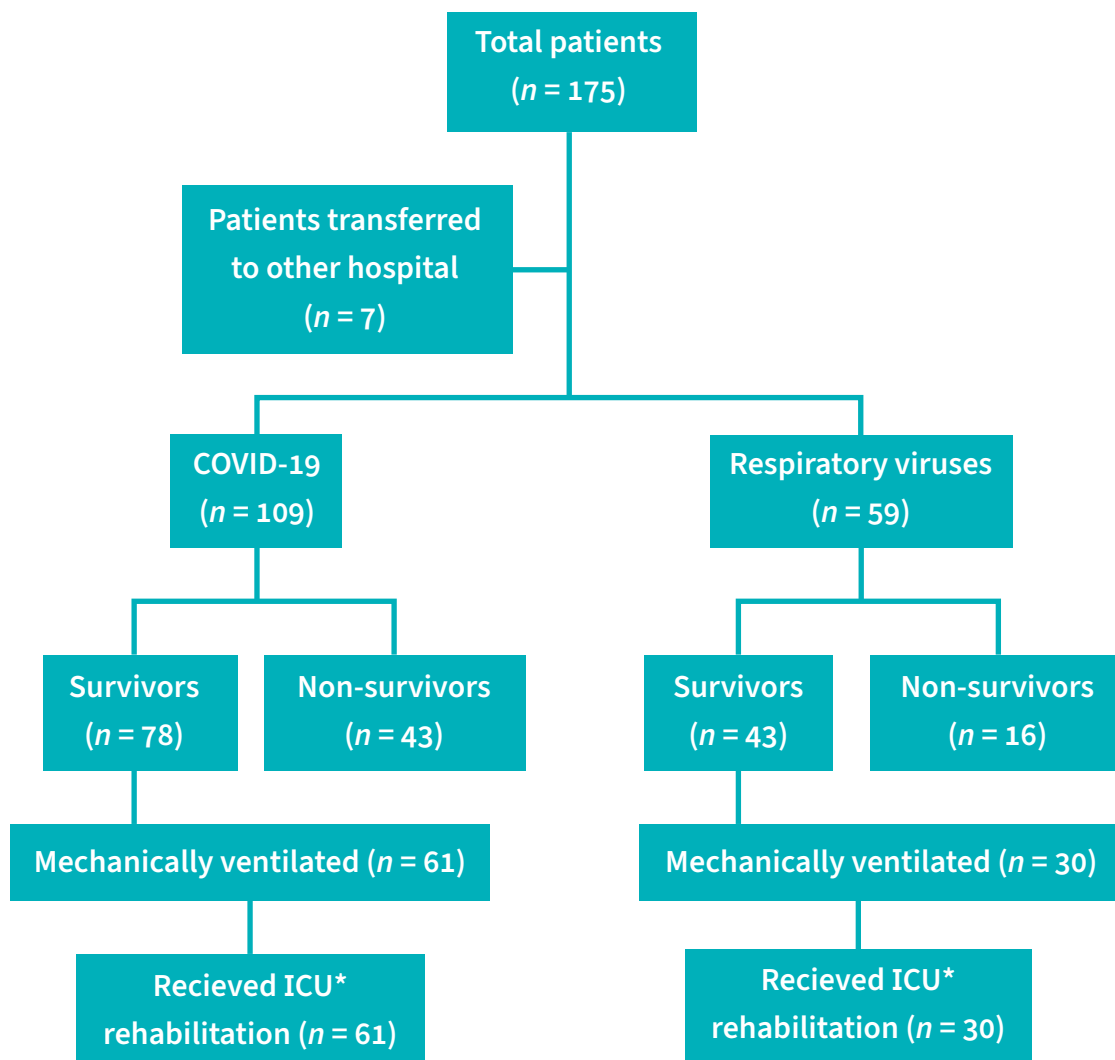 Total patients
(n = 175)
Patients transferred
to other hospital
(n = 7)
COVID-19
(n = 109)
Respiratory viruses
(n = 59)
Survivors
(n = 78)
Non-survivors
(n = 43)
Survivors
(n = 43)
Non-survivors
(n = 16)
Mechanically ventilated (n = 61)
Mechanically ventilated (n = 30)
Recieved ICU*
rehabilitation (n = 61)
Recieved ICU*
rehabilitation (n = 30)